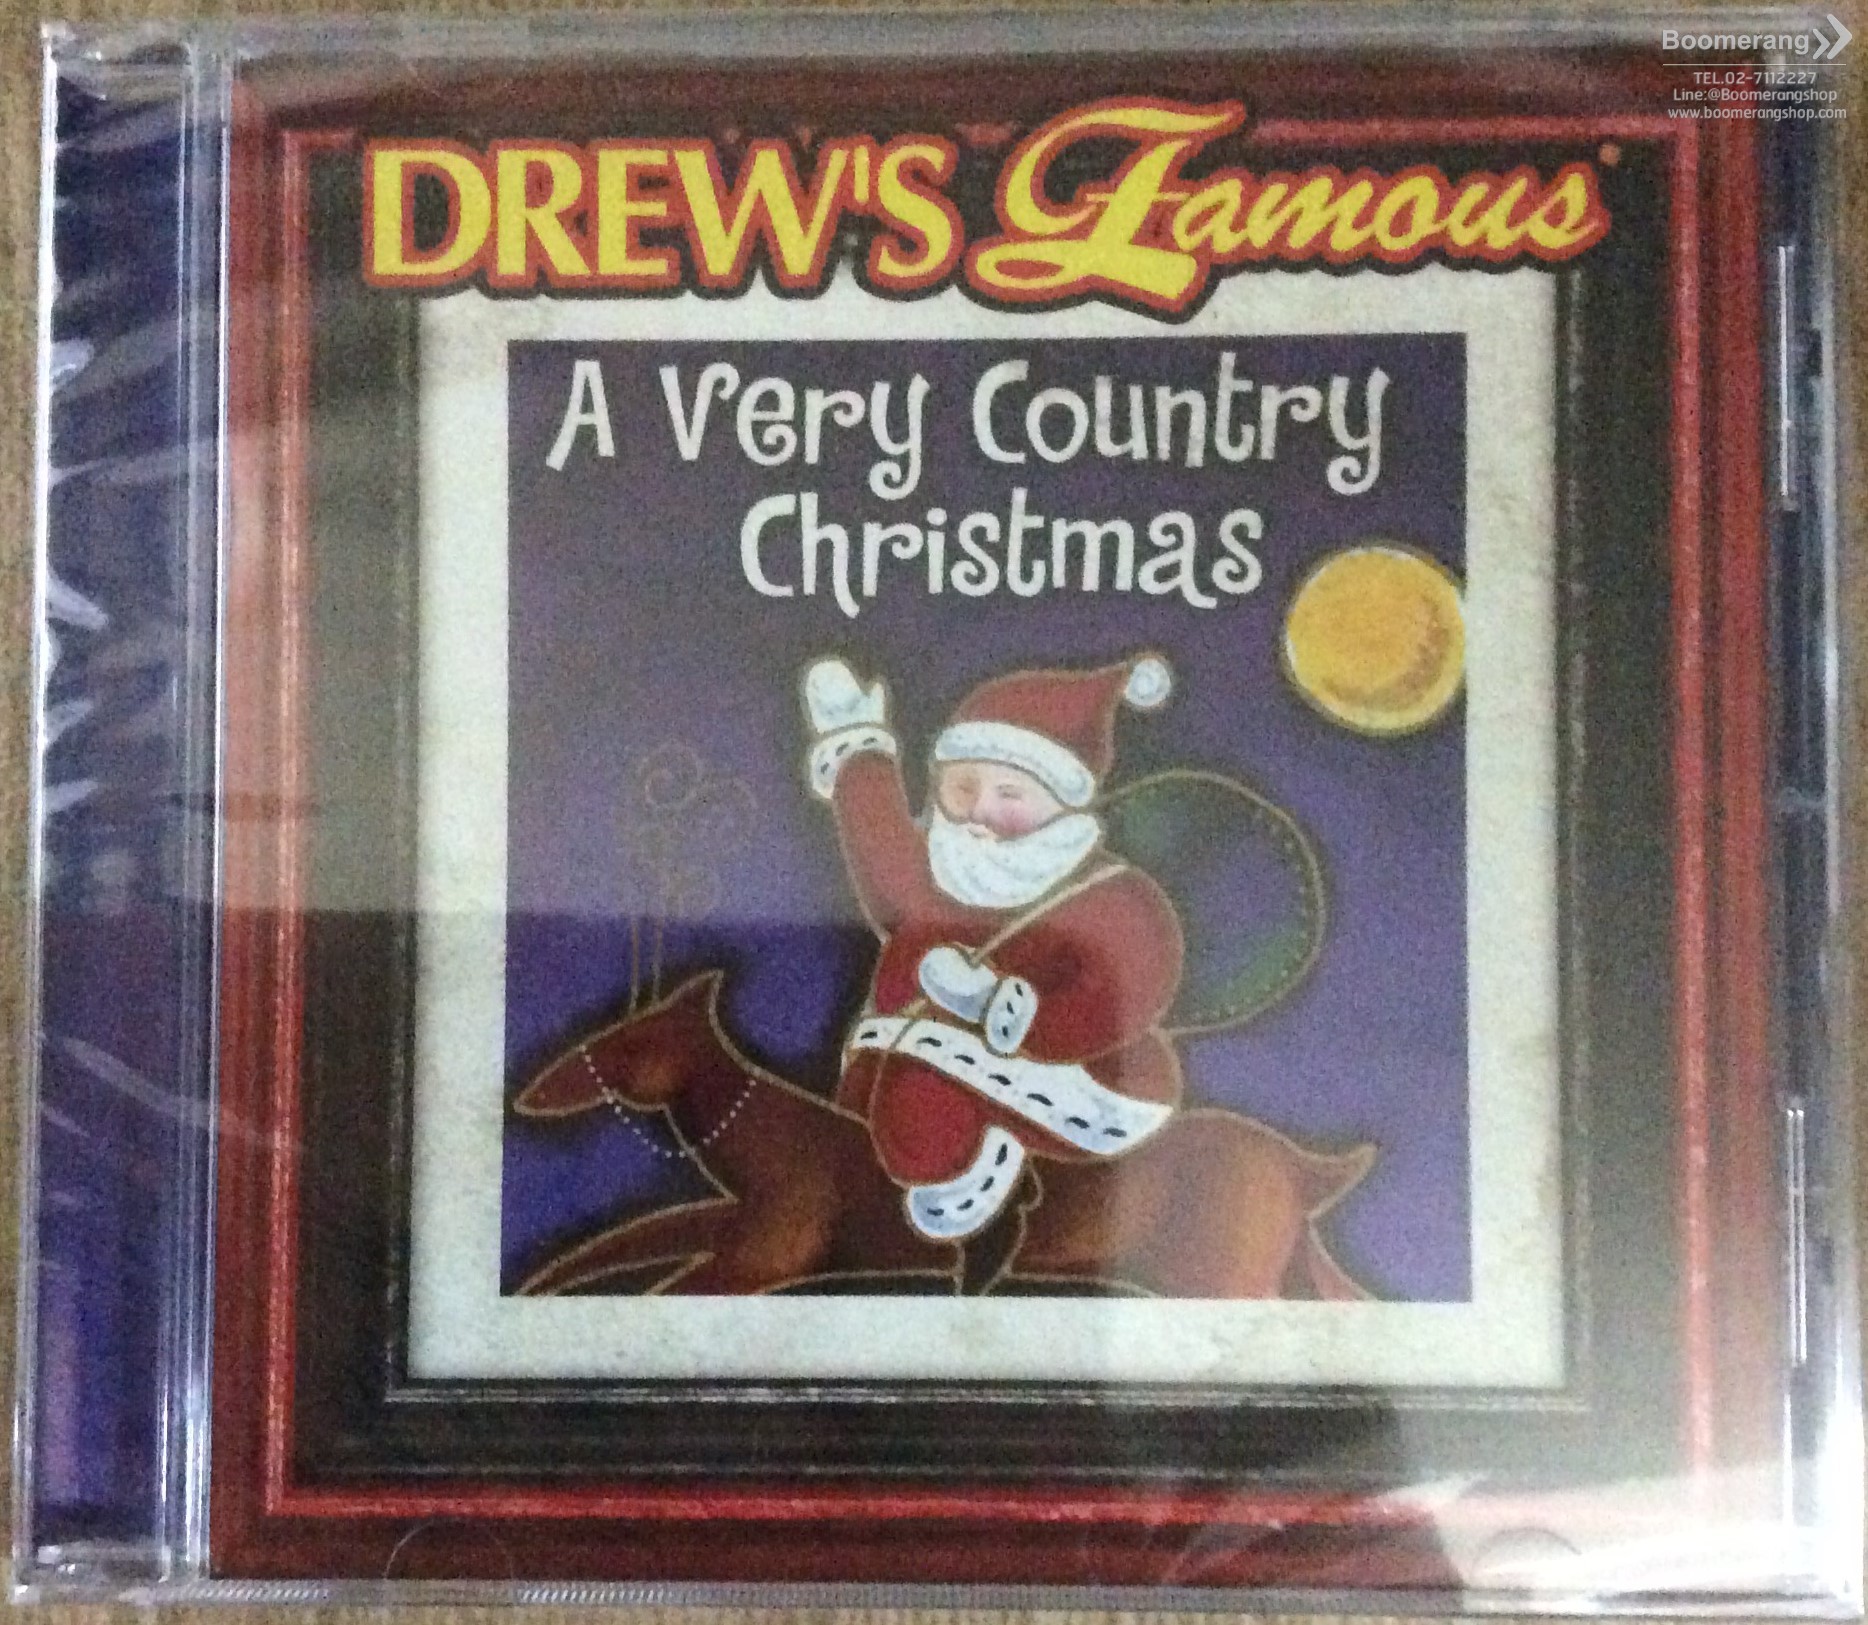 Boomerang
TEL.02-7112227
Line:@Boomerangshop
www.boomerangshop.com
DREW'S Famous
A Very Country
Christmas